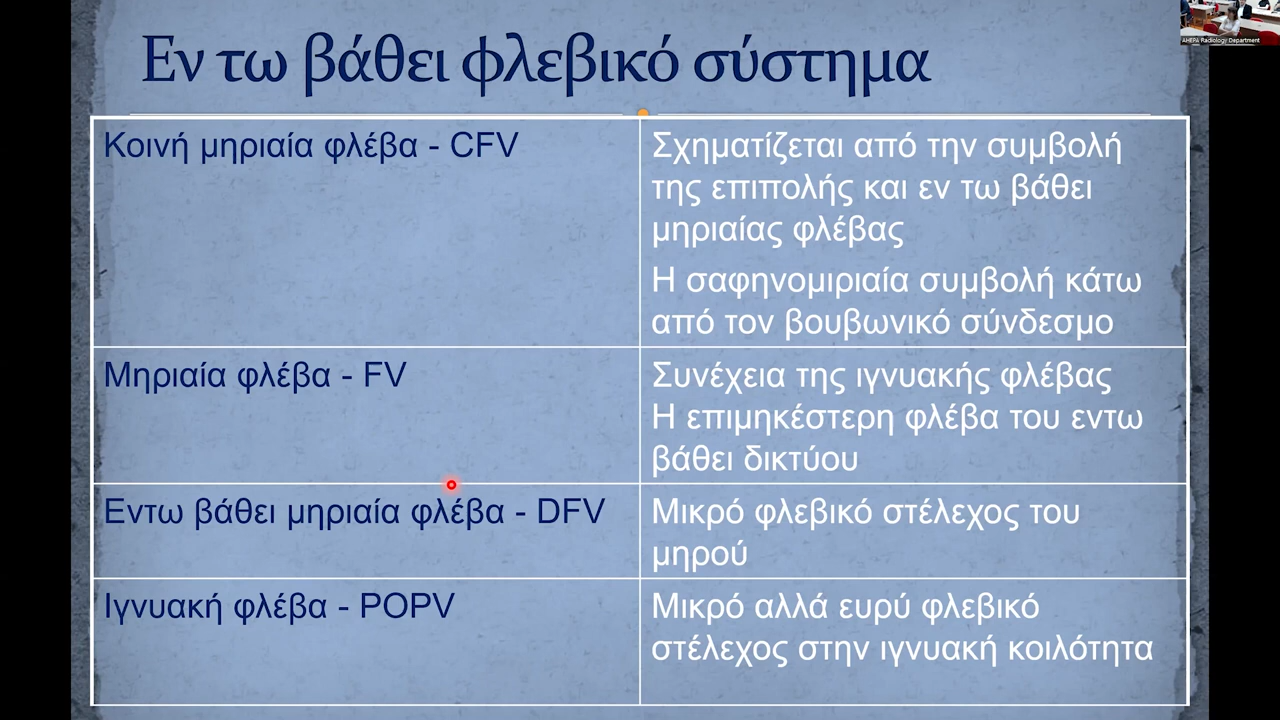 AHEPA Radiology Department
Εν τω βάθει φλεβικό σύστημα
Κοινή μηριαία φλέβα - CFV
Σχηματίζεται από την συμβολή
της επιπολής και εν τω βάθει
μηριαίας φλέβας
Η σαφηνομιριαία συμβολή κάτω
από τον βουβωνικό σύνδεσμο
Μηριαία φλέβα - FV
Συνέχεια της ιγνυακής φλέβας
Η επιμηκέστερη φλέβα του εντω
βάθει δικτύου
Εντω βάθει μηριαία φλέβα - DFV
Μικρό φλεβικό στέλεχος του
μηρού
Ιγνυακή φλέβα - POPV
Μικρό αλλά ευρύ φλεβικό
στέλεχος στην ιγνυακή κοιλότητα